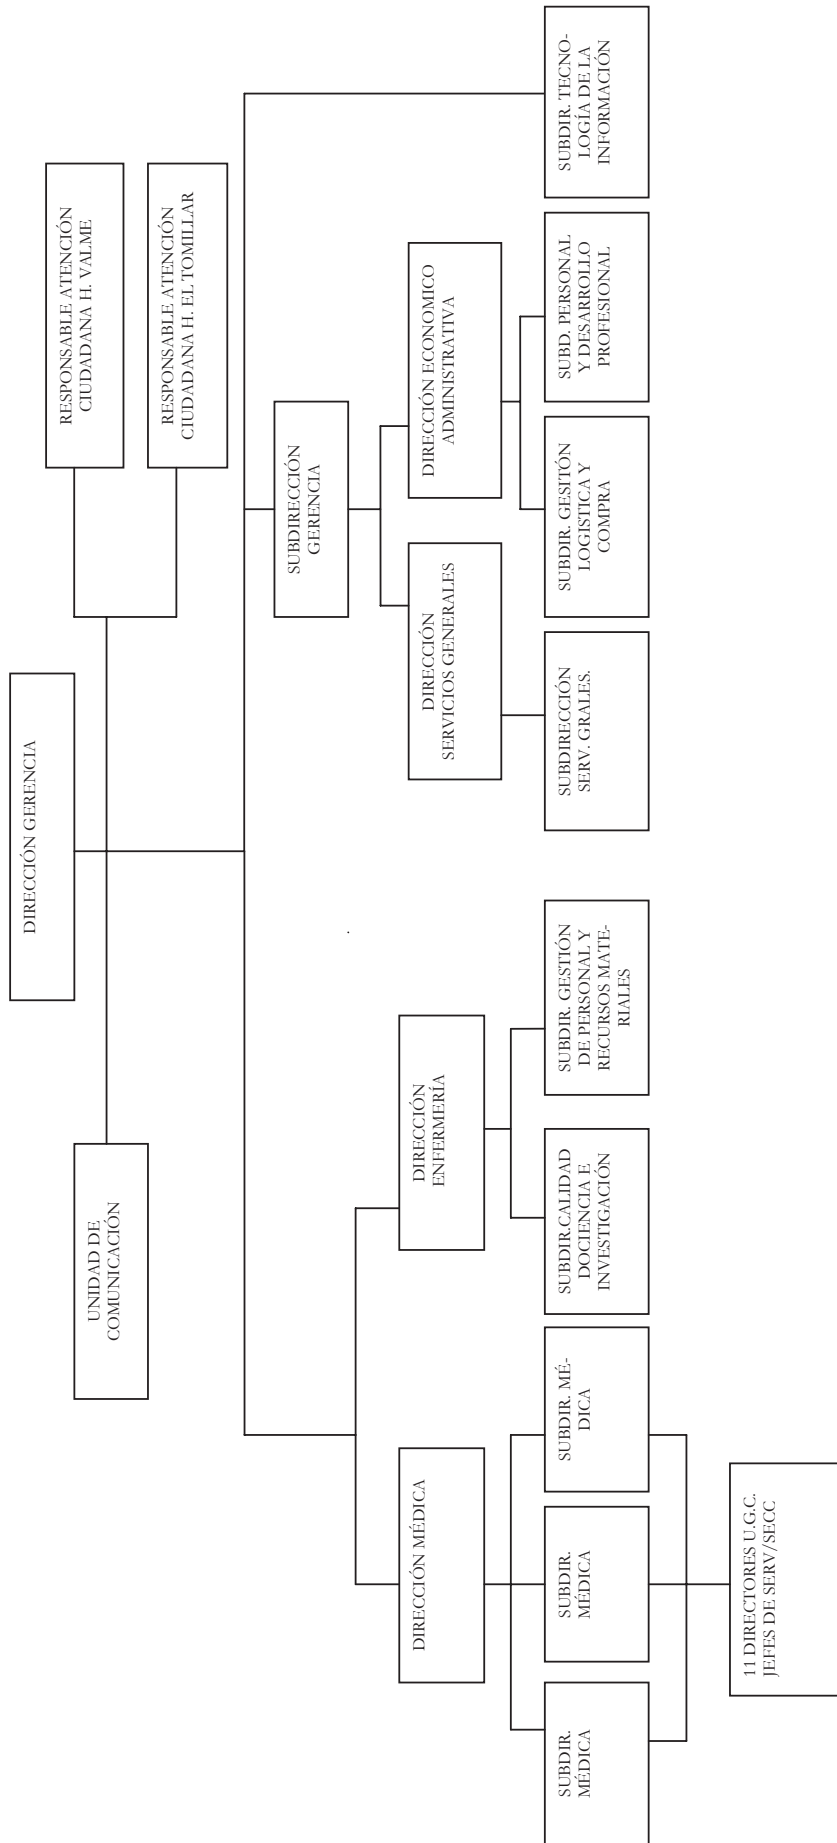 DIRECCIÓN GERENCIA
UNIDAD DE
COMUNICACIÓN
RESPONSABLE ATENCIÓN
CIUDADANA H. VALME
RESPONSABLE ATENCIÓN
CIUDADANA H. EL TOMILLAR
SUBDIRECCIÓN
GERENCIA
DIRECCIÓN MÉDICA
DIRECCIÓN
ENFERMERÍA
DIRECCIÓN
SERVICIOS GENERALES
DIRECCIÓN ECONOMICO
ADMINISTRATIVA
SUBDIR.
MÉDICA
SUBDIR.
MÉDICA
SUBDIR. MÉ-
DICA
SUBDIR.CALIDAD
DOCIENCIA E
INVESTIGACIÓN
SUBDIR. GESTIÓN
DE PERSONAL Y
RECURSOS MATE-
RIALES
SUBDIRECCIÓN
SERV. GRALES.
SUBDIR. GESITÓN
LOGISTICA Y
COMPRA
SUBD. PERSONAL
Y DESARROLLO
PROFESIONAL
SUBDIR. TECNO-
LOGÍA DE LA
INFORMACIÓN
11 DIRECTORES U.G.C.
JEFES DE SERV/SECC